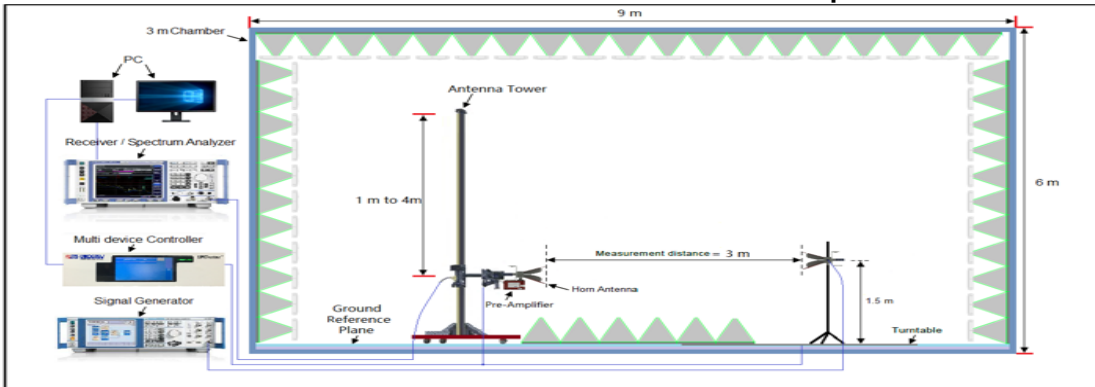 9 m
3 m Chamber
PC
Antenna Tower
Receiver / Spectrum Analyzer
6 m
1 m to 4m
Multi device Controller
Measurement distance = 3 m
Horn Antenna
Pre-Amplifier
1.5 m
Signal Generator
Ground
Reference
Plane
Turntable